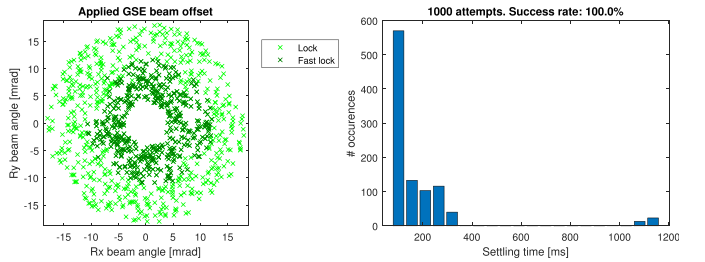 Applied GSE beam offset
Ry beam angle [mrad]
15
10
5
0
-5
-10
-15
-15 -10 -5 0 5 10 15
Rx beam angle [mrad]
Lock
Fast lock
1000 attempts. Success rate: 100.0%
# occurences
600
500
400
300
200
100
0
200 400 600 800 1000 1200
Settling time [ms]